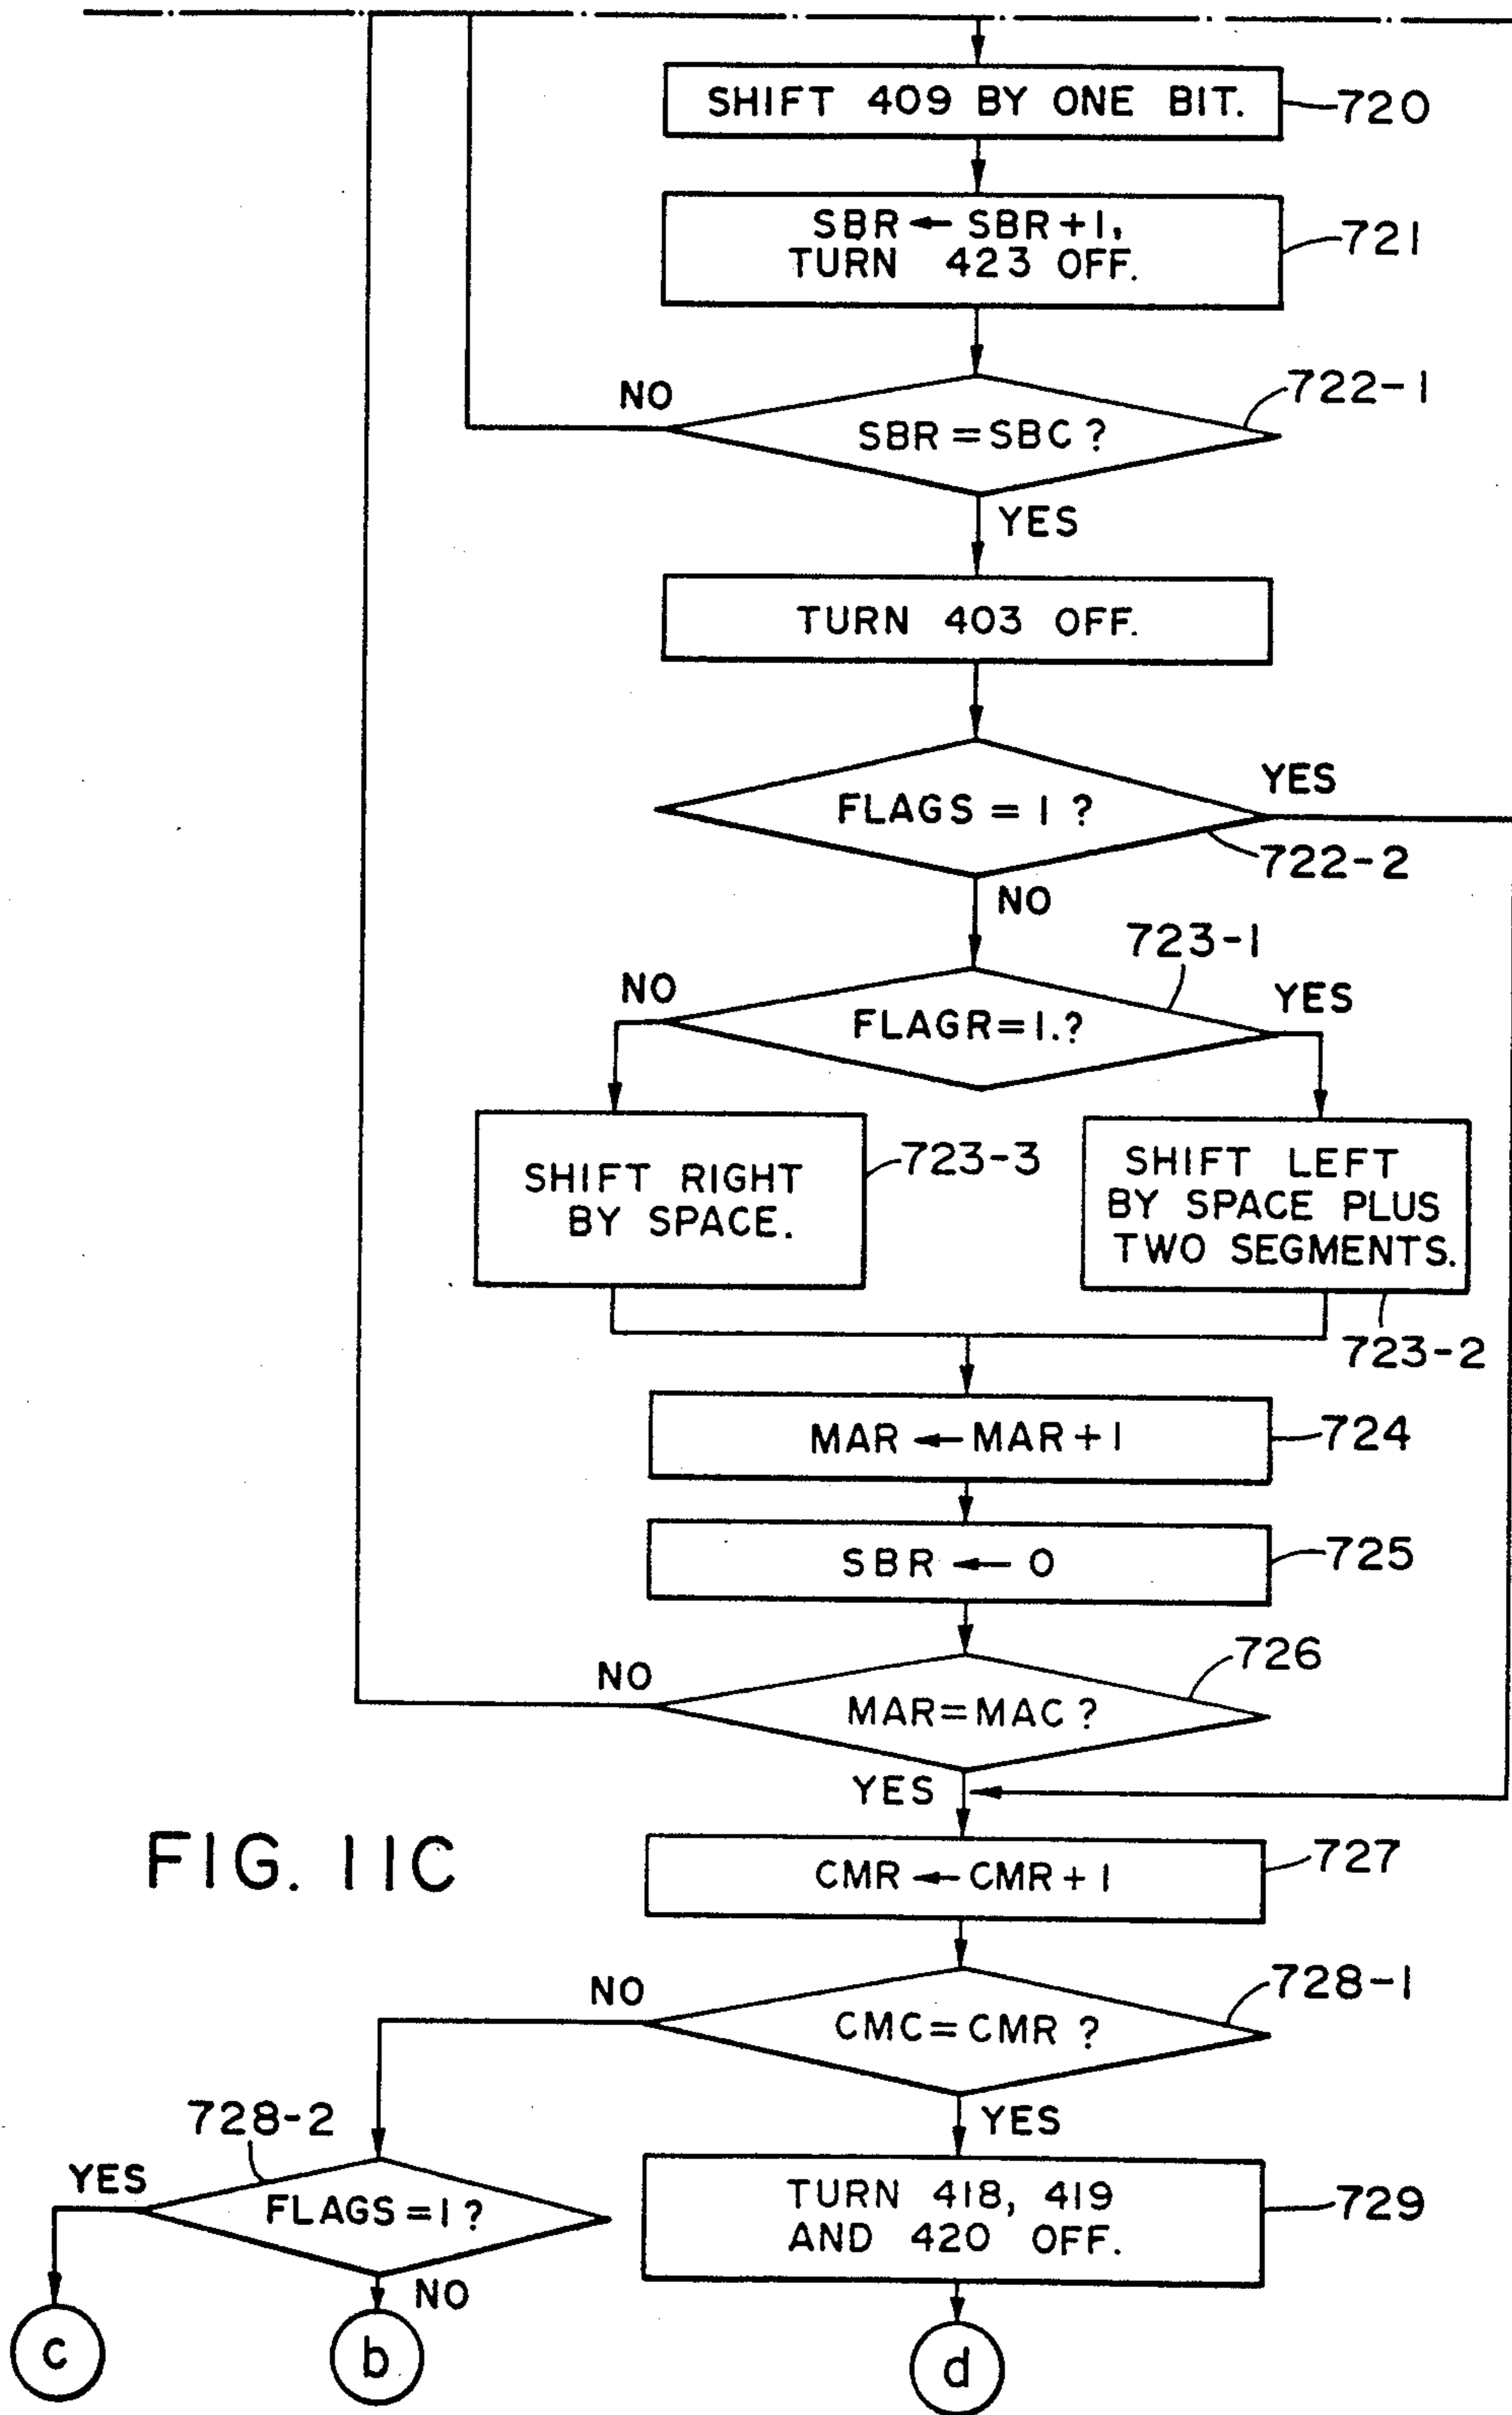 SHIFT 409 BY ONE BIT.
720
SBR ← SBR+1,
TURN 423 OFF.
721
NO
722-1
SBR = SBC ?
YES
TURN 403 OFF.
YES
FLAGS = 1 ?
722-2
NO
723-1
NO
YES
FLAGR=1.?
723-3
SHIFT RIGHT
BY SPACE.
SHIFT LEFT
BY SPACE PLUS
TWO SEGMENTS.
723-2
MAR ← MAR+1
724
SBR ← 0
725
726
NO
MAR=MAC ?
YES
FIG. 11C
CMR ← CMR+1
727
NO
728-1
CMC=CMR ?
YES
728-2
YES
FLAGS=1?
NO
TURN 418, 419
AND 420 OFF.
729
c
b
d